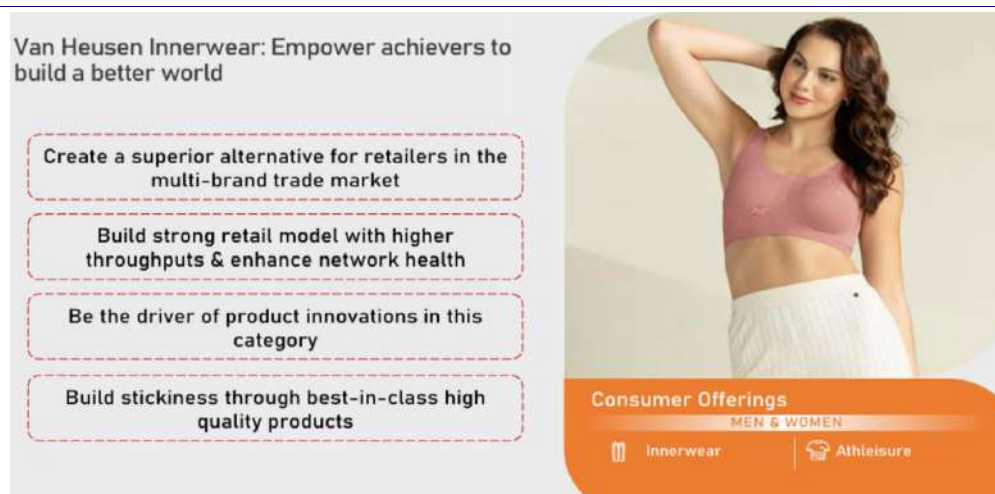 Van Heusen Innerwear: Empower achievers to
build a better world
Create a superior alternative for retailers in the
multi-brand trade market
Build strong retail model with higher
throughputs & enhance network health
Be the driver of product innovations in this
category
Build stickiness through best-in-class high
quality products
Consumer Offerings
MEN & WOMEN
Innerwear
Athleisure